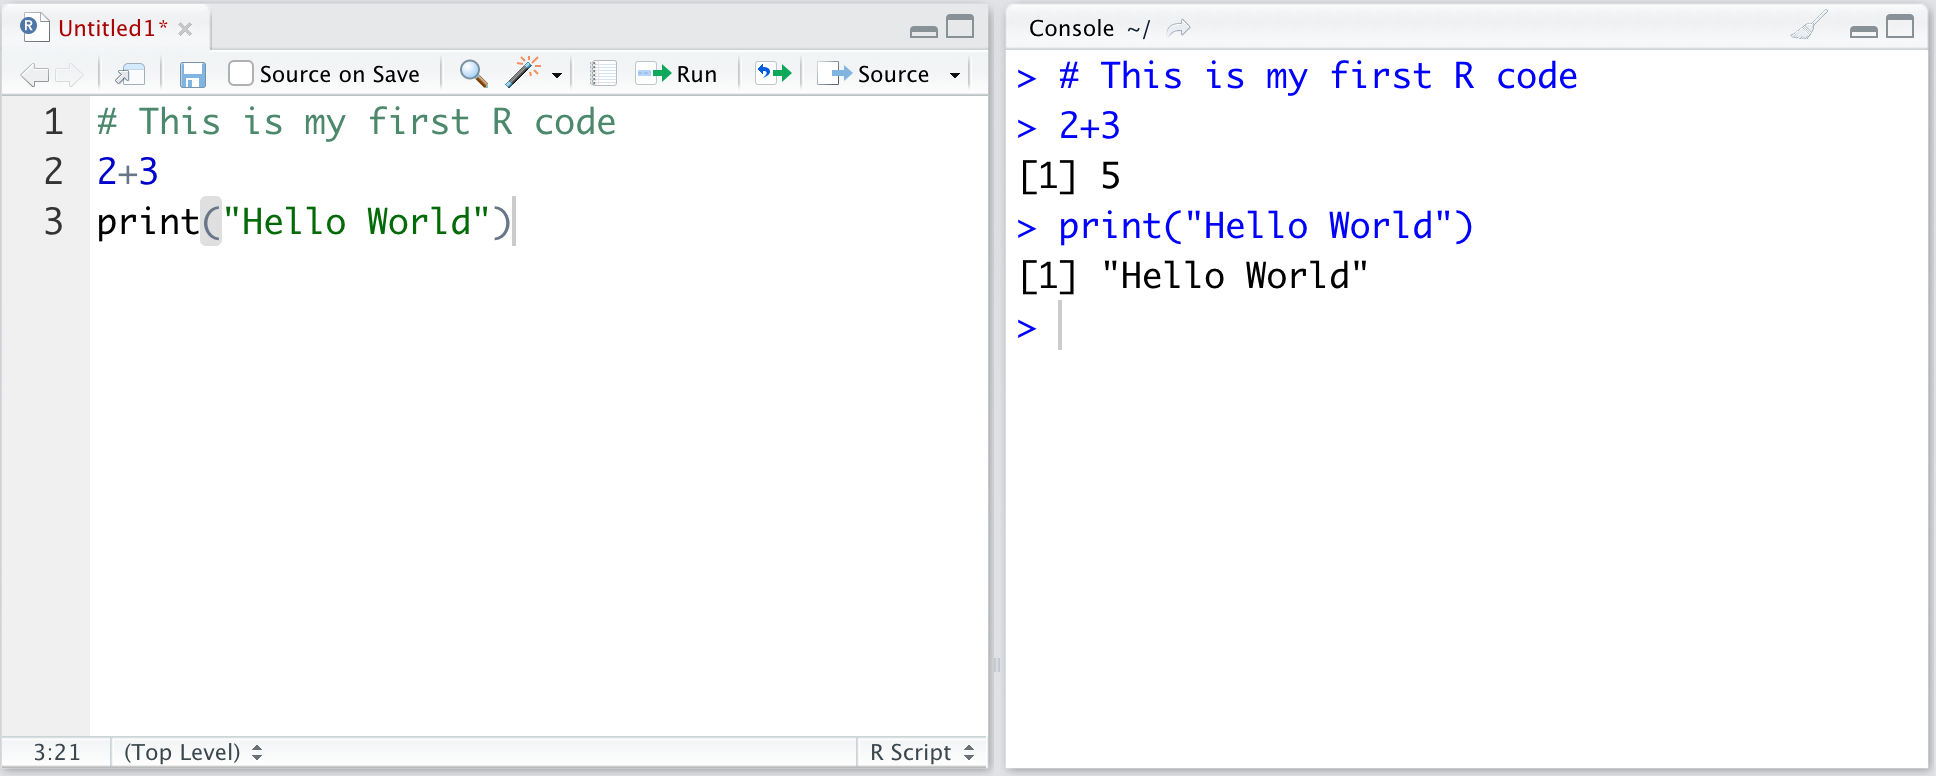 Untitled1*
Source on Save
Run
Source
1 # This is my first R code
2 2+3
3 print("Hello World")
3:21 (Top Level) R Script
Console ~/
> # This is my first R code
> 2+3
[1] 5
> print("Hello World")
[1] "Hello World"
>